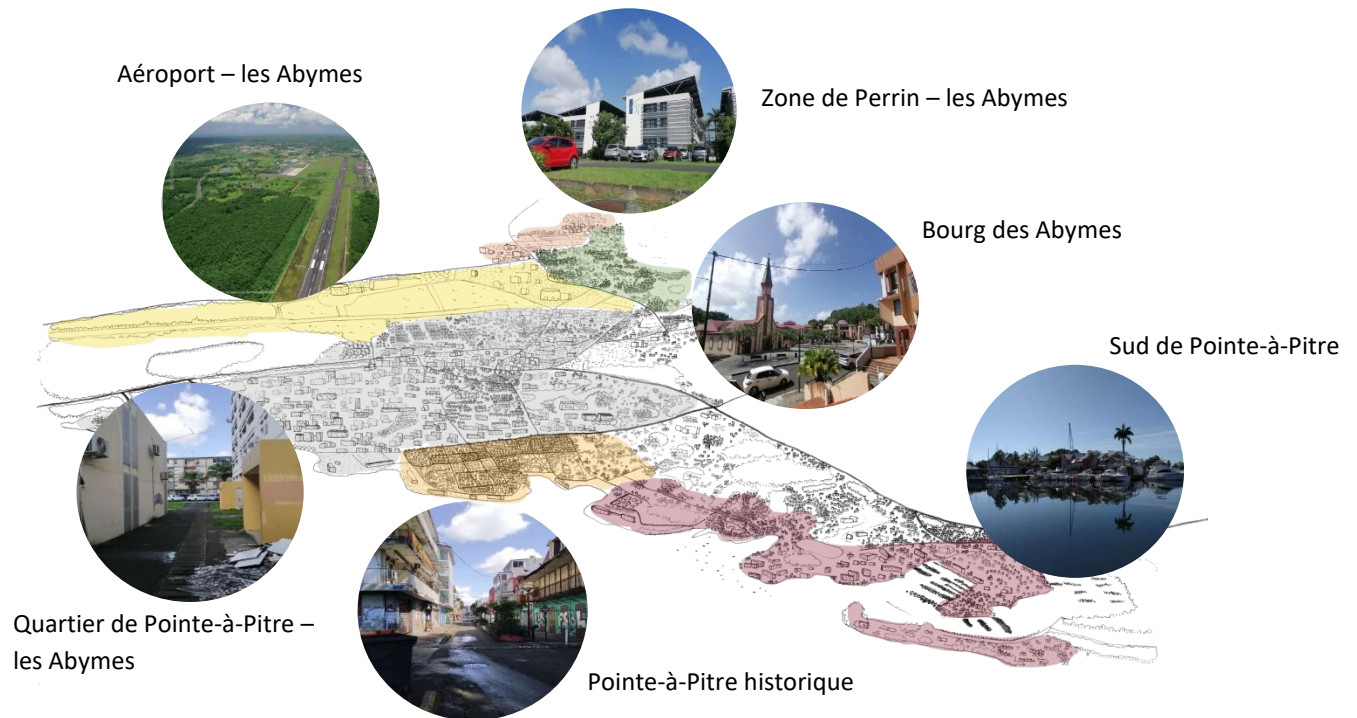 Aéroport – les Abymes
Zone de Perrin – les Abymes
Bourg des Abymes
Sud de Pointe-à-Pitre
Quartier de Pointe-à-Pitre –
les Abymes
Pointe-à-Pitre historique